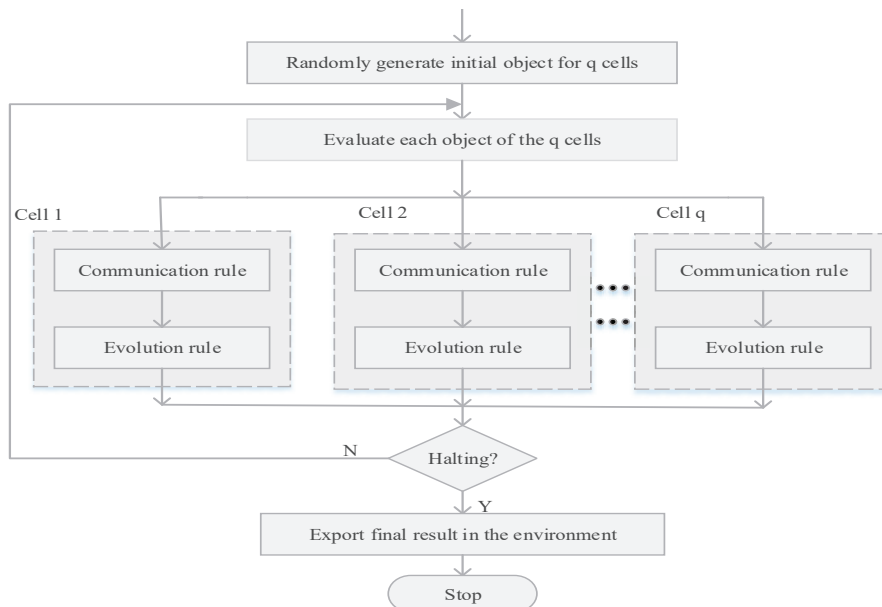 Randomly generate initial object for q cells
Evaluate each object of the q cells
Cell 1
Cell 2
Cell q
Communication rule
Communication rule
Communication rule
Evolution rule
Evolution rule
Evolution rule
Halting?
N
Y
Export final result in the environment
Stop